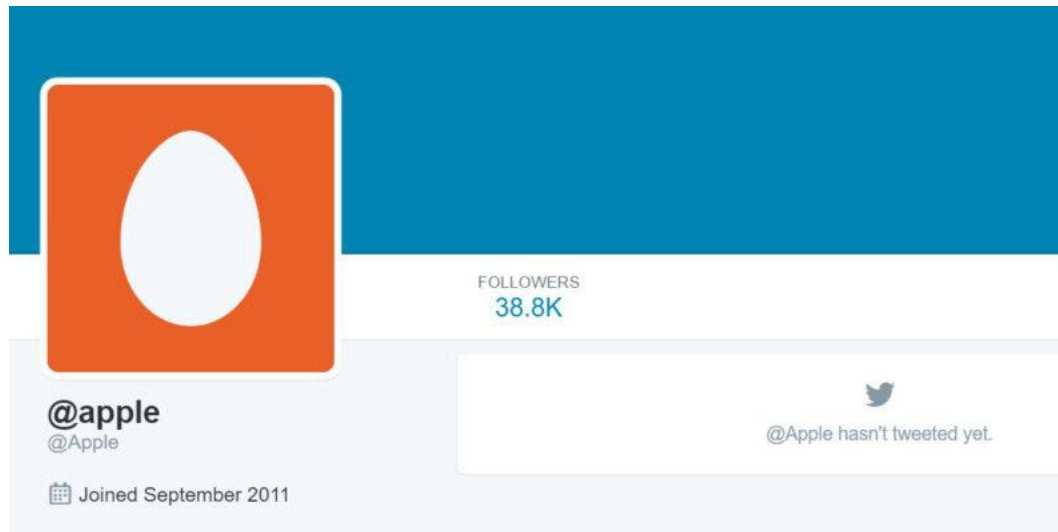 FOLLOWERS
38.8K
@apple
@Apple
Joined September 2011
@Apple hasn't tweeted yet.